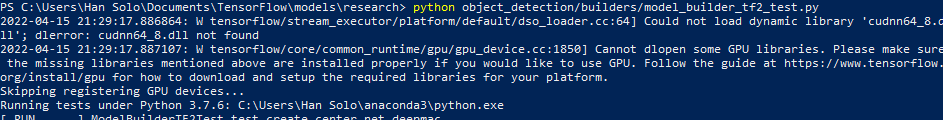 PS C:\Users\Han Solo\Documents\TensorFlow\models\research> python object_detection/builders/model_builder_tf2_test.py
2022-04-15 21:29:17.886864: W tensorflow/stream_executor/platform/default/dso_loader.cc:64] Could not load dynamic library 'cudnn64_8.d
ll'; dlerror: cudnn64_8.dll not found
2022-04-15 21:29:17.887107: W tensorflow/core/common_runtime/gpu/gpu_device.cc:1850] Cannot dlopen some GPU libraries. Please make sure
the missing libraries mentioned above are installed properly if you would like to use GPU. Follow the guide at https://www.tensorflow.
org/install/gpu for how to download and setup the required libraries for your platform.
Skipping registering GPU devices...
Running tests under Python 3.7.6: C:\Users\Han Solo\anaconda3\python.exe
[ RUN      ] ModelBuilderTF2Test.test_create_center_net_deepmac